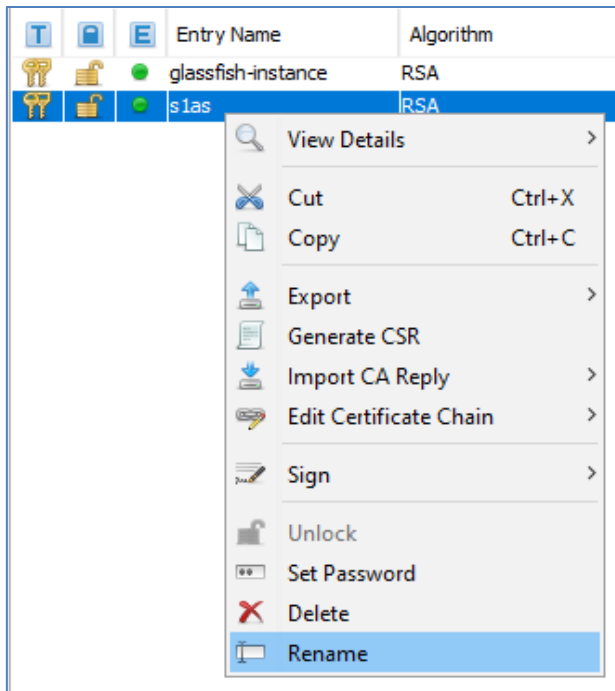 T E Entry Name Algorithm
glassfish-instance RSA
s1as RSA
View Details
Cut Ctrl+X
Copy Ctrl+C
Export
Generate CSR
Import CA Reply
Edit Certificate Chain
Sign
Unlock
Set Password
Delete
Rename